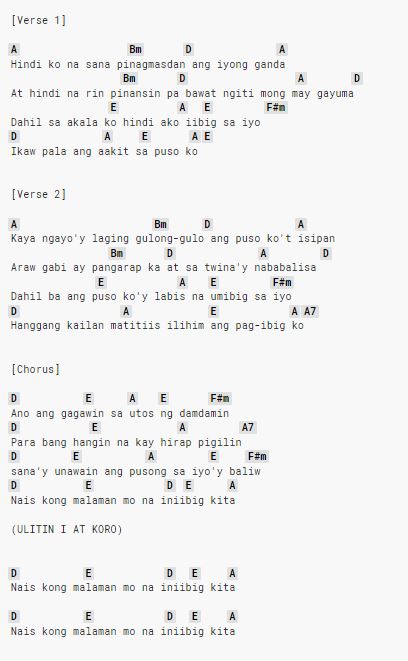 [Verse 1]
A Bm D A
Hindi ko na sana pinagmasdan ang iyong ganda
Bm D A D
At hindi na rin pinansin pa bawat ngiti mong may gayuma
E A E F#m
Dahil sa akala ko hindi ako iibig sa iyo
D A E A E
Ikaw pala ang aakit sa puso ko
[Verse 2]
A Bm D A
Kaya ngayo'y laging gulong-gulo ang puso ko't isipan
Bm D A D
Araw gabi ay pangarap ka at sa twina'y nababalisa
E A E F#m
Dahil ba ang puso ko'y labis na umibig sa iyo
D A E A A7
Hanggang kailan matitiis ilihim ang pag-ibig ko
[Chorus]
D E A E F#m
Ano ang gagawin sa utos ng damdamin
D E A A7
Para bang hangin na kay hirap pigilin
D E A E F#m
sana'y unawain ang pusong sa iyo'y baliw
D E D E A
Nais kong malaman mo na iniibig kita
(ULITIN I AT KORO)
D E D E A
Nais kong malaman mo na iniibig kita
D E D E A
Nais kong malaman mo na iniibig kita